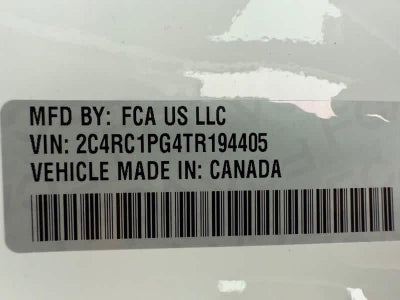 MFD BY: FCA US LLC
VIN: 2C4RC1PG4TR194405
VEHICLE MADE IN: CANADA